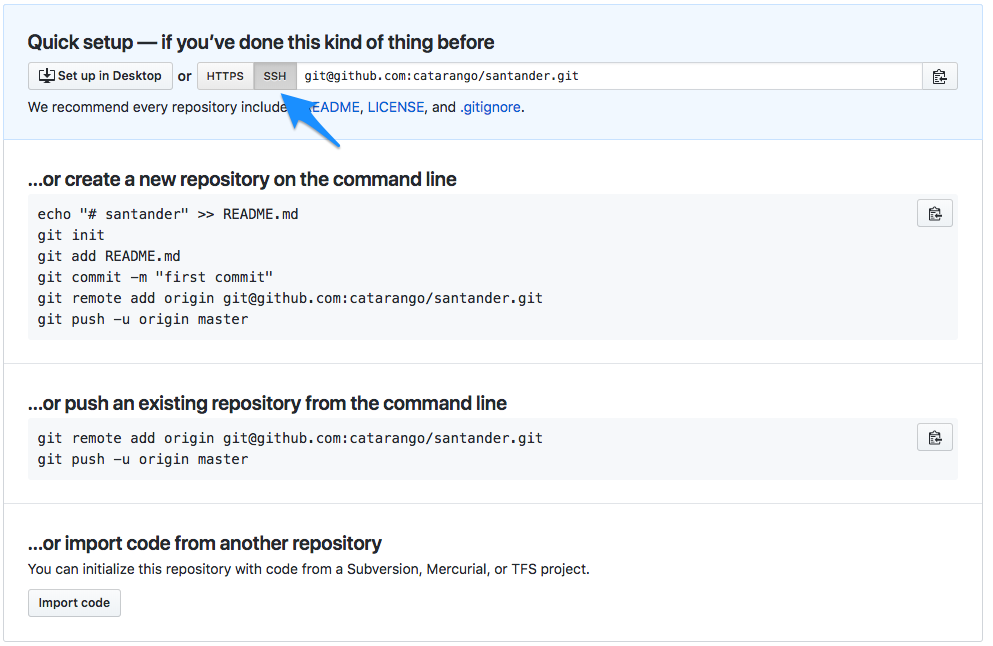 Quick setup — if you’ve done this kind of thing before
Set up in Desktop or HTTPS SSH git@github.com:catarango/santander.git
We recommend every repository include EADME, LICENSE, and .gitignore.
...or create a new repository on the command line
echo "# santander" >> README.md
git init
git add README.md
git commit -m "first commit"
git remote add origin git@github.com:catarango/santander.git
git push -u origin master
...or push an existing repository from the command line
git remote add origin git@github.com:catarango/santander.git
git push -u origin master
...or import code from another repository
You can initialize this repository with code from a Subversion, Mercurial, or TFS project.
Import code